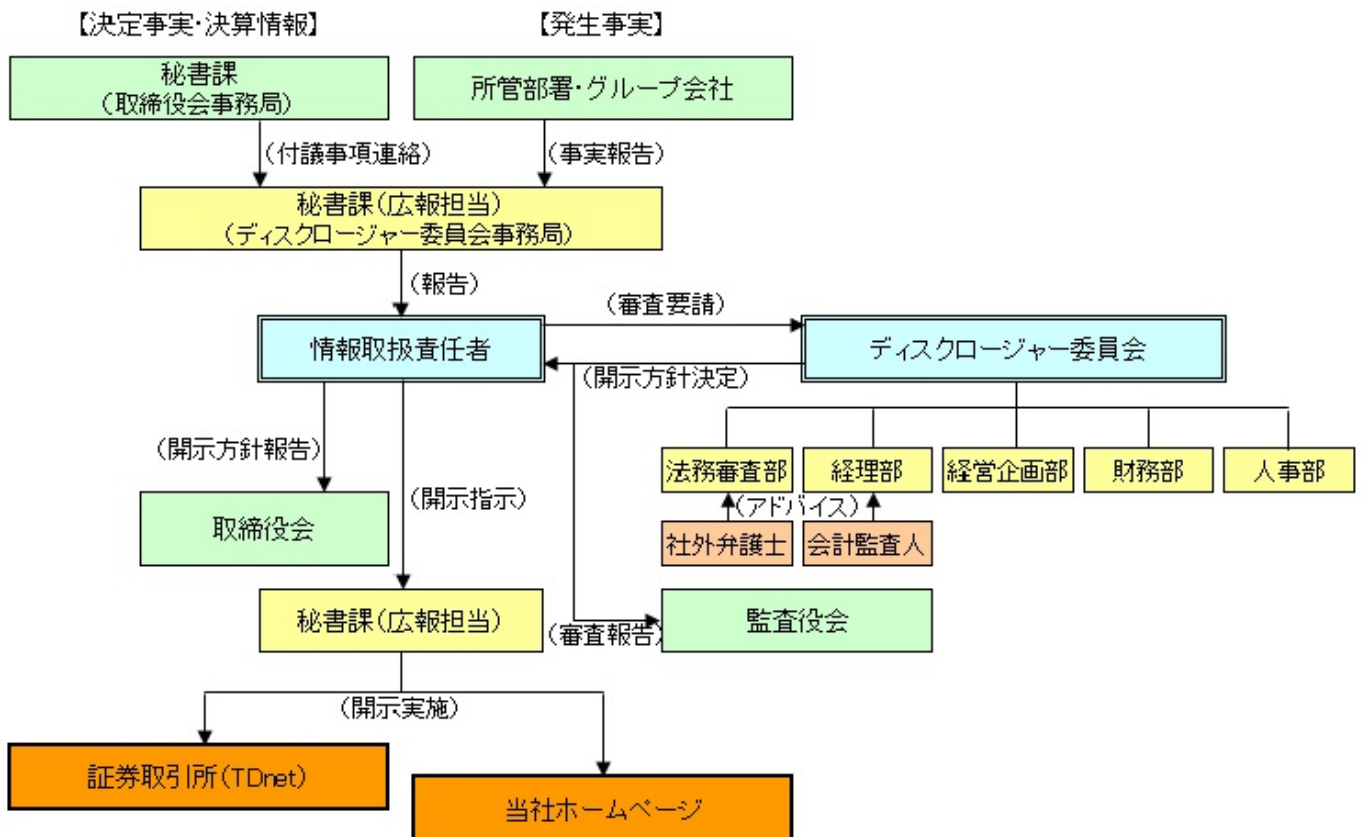 【決定事実・決算情報】
【発生事実】
秘書課
(取締役会事務局)
所管部署・グループ会社
(付議事項連絡)
(事実報告)
秘書課(広報担当)
(ディスクロージャー委員会事務局)
(報告)
(審査要請)
情報取扱責任者
ディスクロージャー委員会
(開示方針決定)
(開示方針報告)
法務審査部
経理部
経営企画部
財務部
人事部
(開示指示)
(アドバイス)
取締役会
社外弁護士
会計監査人
秘書課(広報担当)
(審査報告)
監査役会
(開示実施)
証券取引所(TDnet)
当社ホームページ